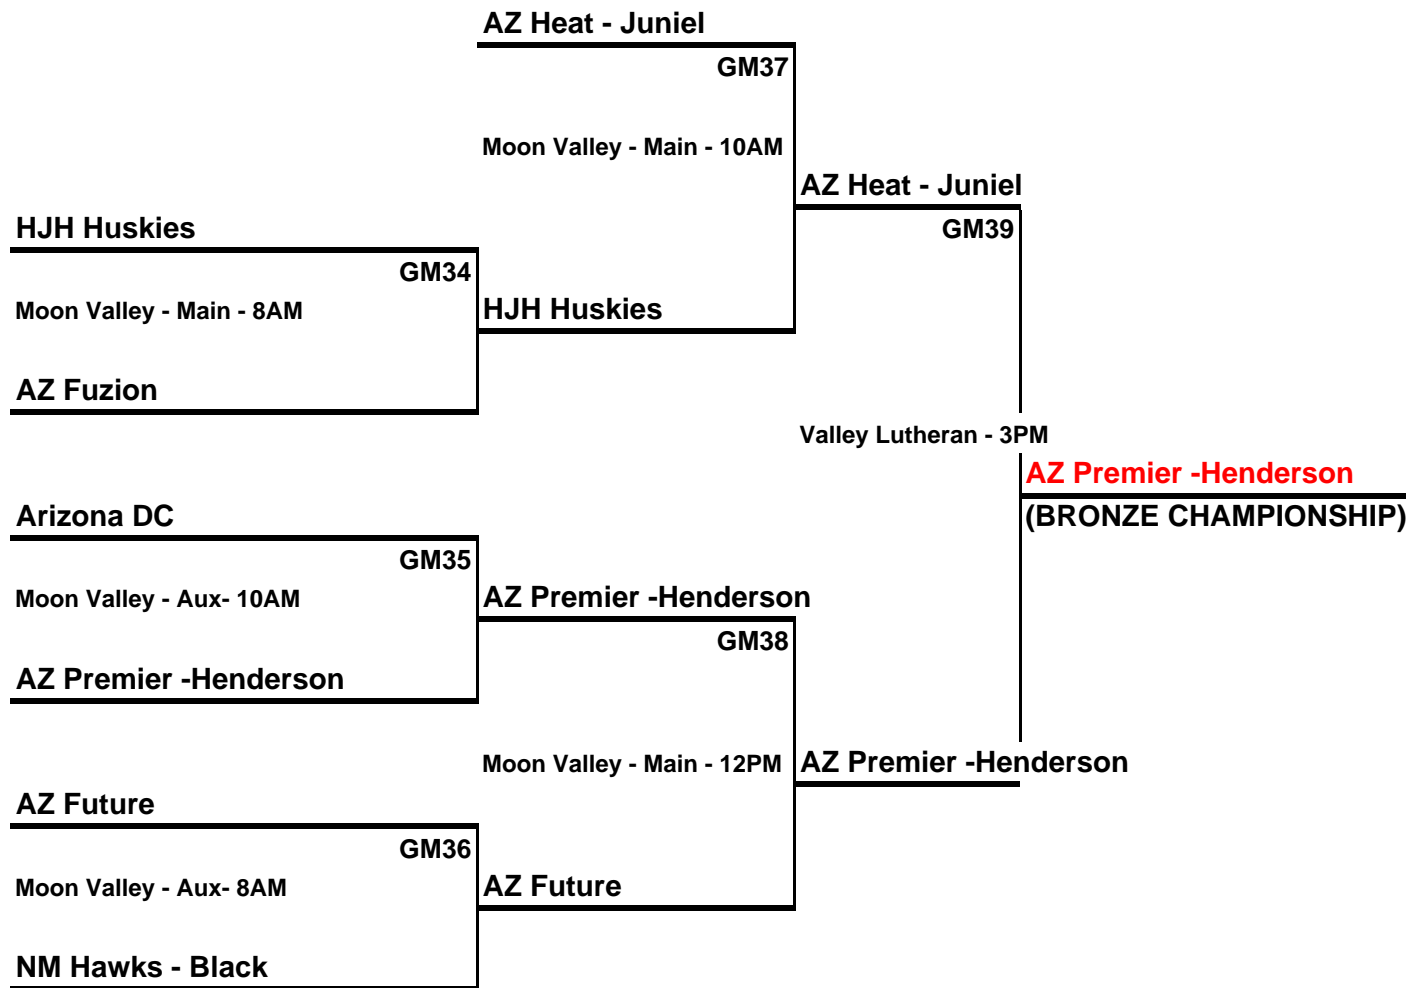 AZ Heat - Juniel
GM37
Moon Valley - Main - 10AM
AZ Heat - Juniel
HJH Huskies
GM39
GM34
Moon Valley - Main - 8AM
HJH Huskies
AZ Fuzion
Valley Lutheran - 3PM
AZ Premier -Henderson
Arizona DC
(BRONZE CHAMPIONSHIP)
GM35
Moon Valley - Aux- 10AM
AZ Premier -Henderson
GM38
AZ Premier -Henderson
Moon Valley - Main - 12PM
AZ Premier -Henderson
AZ Future
GM36
Moon Valley - Aux- 8AM
AZ Future
NM Hawks - Black